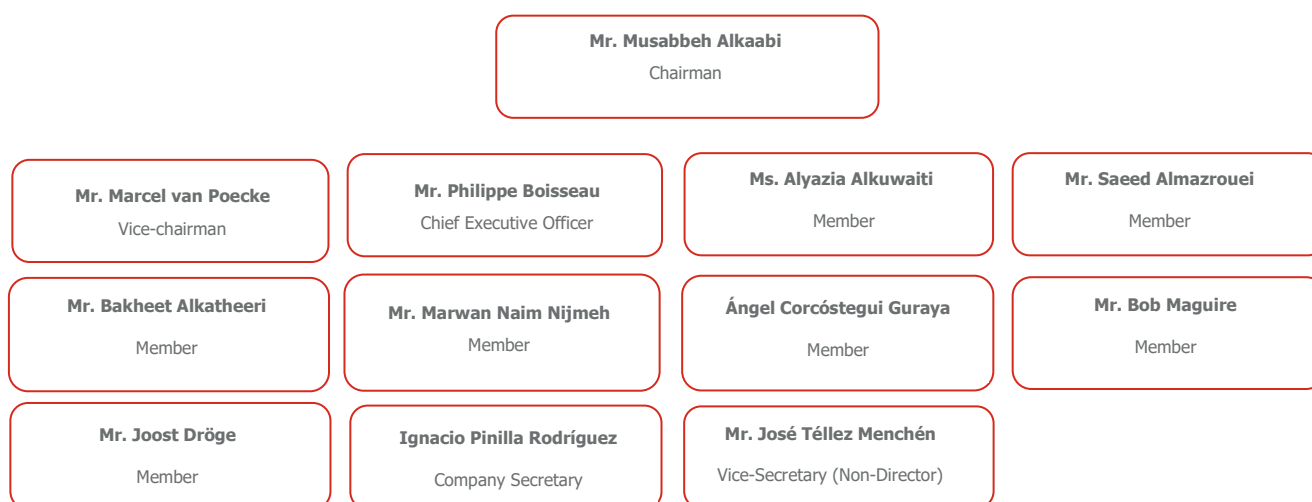 Mr. Musabbeh Alkaabi
Chairman
Mr. Marcel van Poecke
Vice-chairman
Mr. Philippe Boisseau
Chief Executive Officer
Ms. Alyazia Alkuwaiti
Member
Mr. Saeed Almazrouei
Member
Mr. Bakheet Alkatheeri
Member
Mr. Marwan Naim Nijmeh
Member
Ángel Corcóstegui Guraya
Member
Mr. Bob Maguire
Member
Mr. Joost Dröge
Member
Ignacio Pinilla Rodríguez
Company Secretary
Mr. José Téllez Menchén
Vice-Secretary (Non-Director)